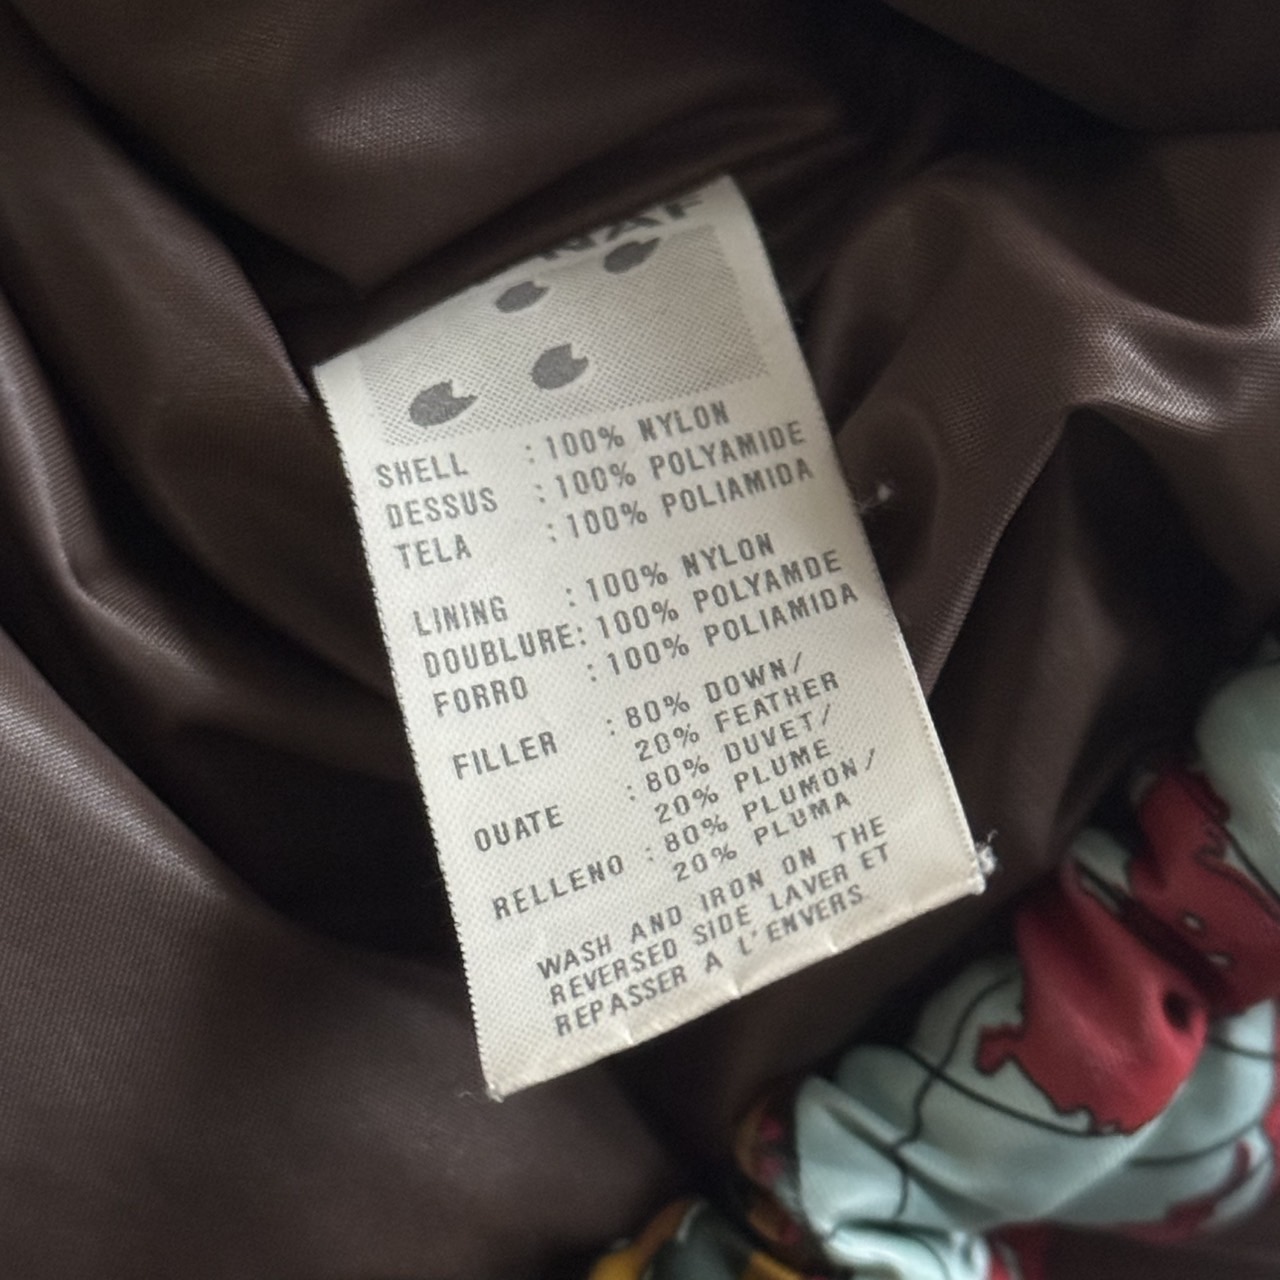 SHELL : 100% NYLON
DESSUS : 100% POLYAMIDE
TELA : 100% POLIAMIDA
LINING : 100% NYLON
DOUBLURE: 100% POLYAMDE
FORRO : 100% POLIAMIDA
FILLER : 80% DOWN/
20% FEATHER
OUATE : 80% DUVET/
20% PLUME
RELLENO : 80% PLUMON/
20% PLUMA
WASH AND IRON ON THE
REVERSED SIDE LAVER ET
REPASSER A L'ENVERS